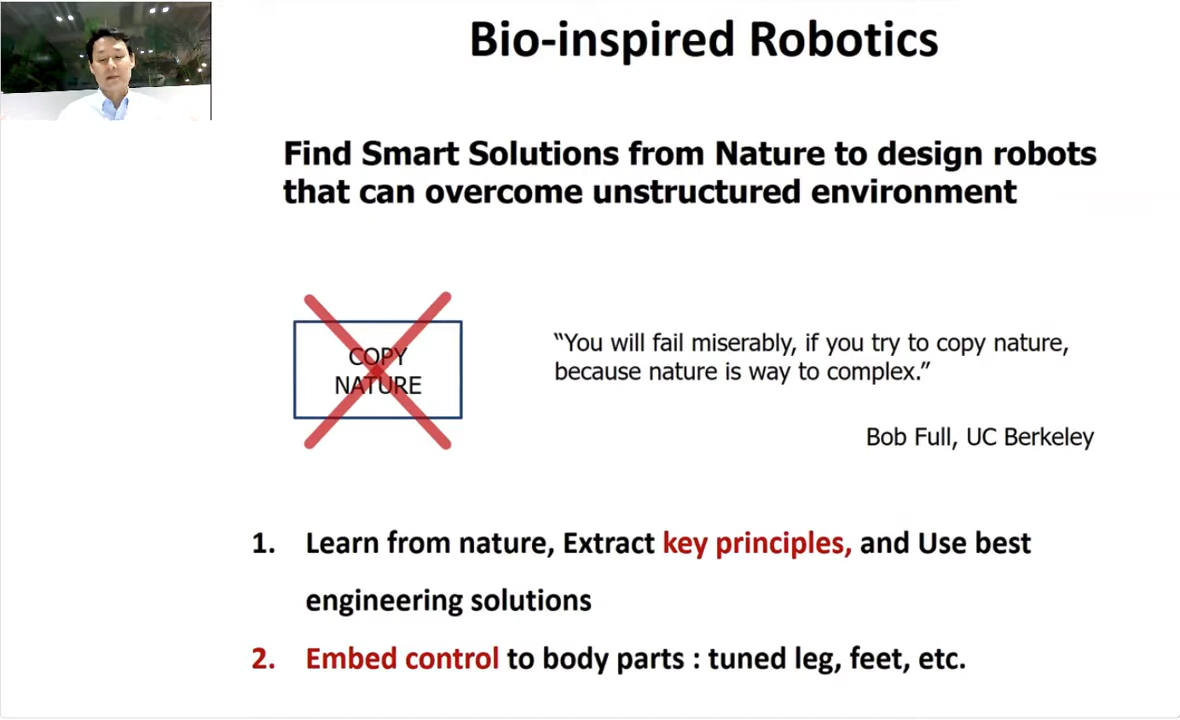 Bio-inspired Robotics
Find Smart Solutions from Nature to design robots
that can overcome unstructured environment
COPY
NATURE
“You will fail miserably, if you try to copy nature,
because nature is way to complex.”
Bob Full, UC Berkeley
1. Learn from nature, Extract key principles, and Use best
engineering solutions
2. Embed control to body parts : tuned leg, feet, etc.